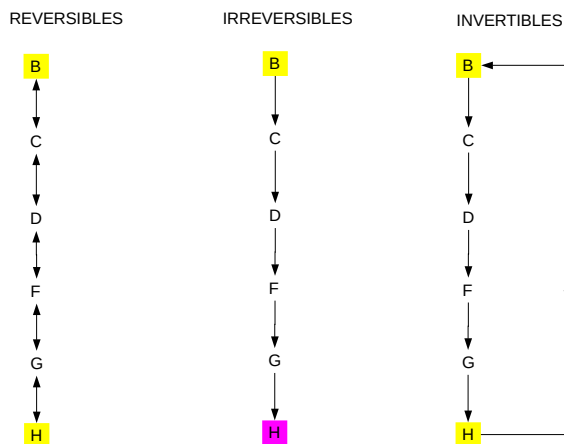 REVERSIBLES IRREVERSIBLES INVERTIBLES
B B B
C C C
D D D
F F F
G G G
H H H